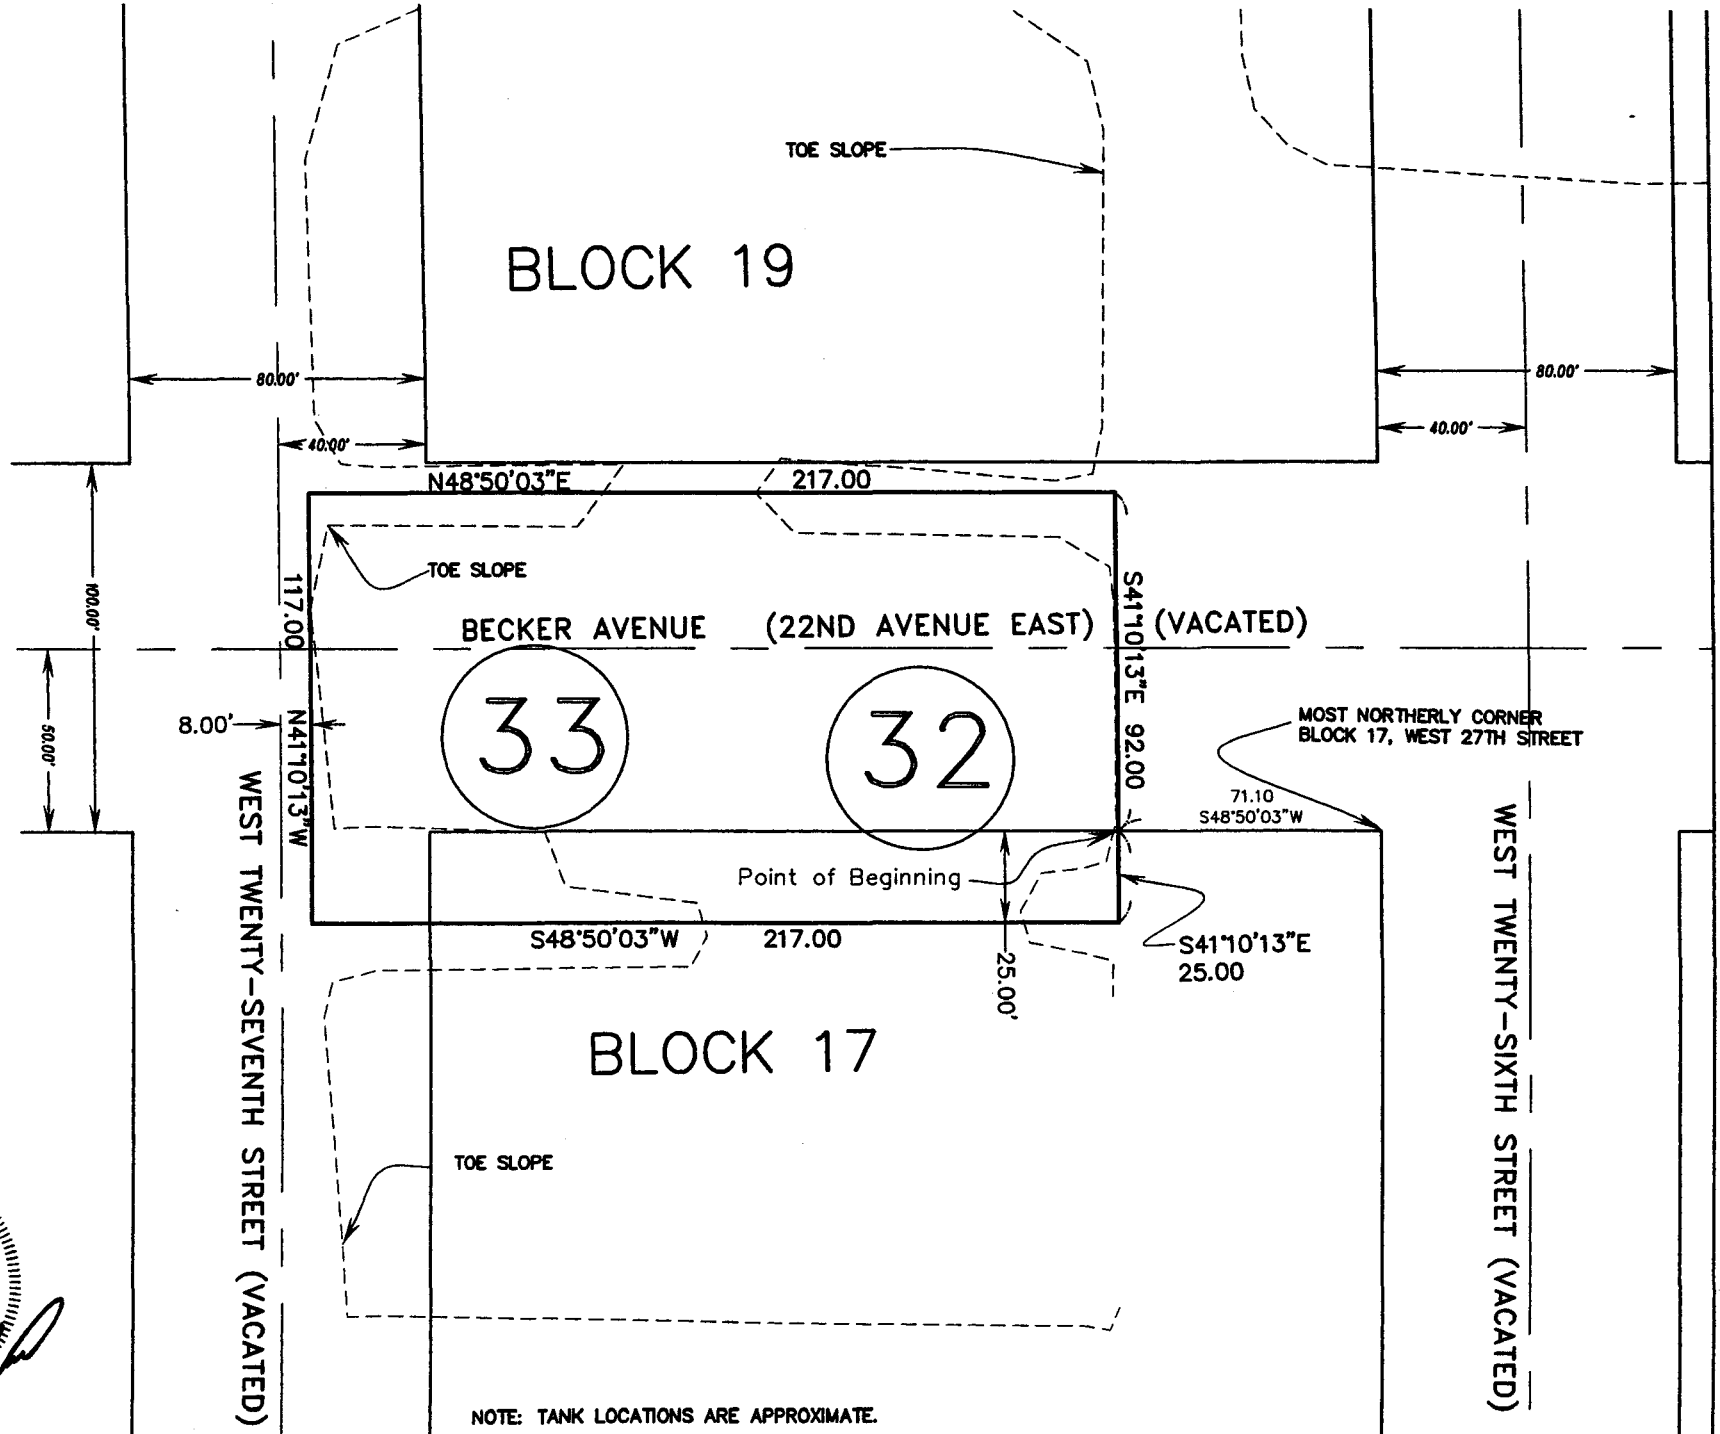 TOE SLOPE
BLOCK 19
80.00'
80.00'
40.00'
40.00'
N48°50'03"E 217.00
100.00'
50.00'
TOE SLOPE
117.00
N41°10'13"W
S41°10'13"E 92.00
BECKER AVENUE (22ND AVENUE EAST) (VACATED)
33
32
8.00'
MOST NORTHERLY CORNER
BLOCK 17, WEST 27TH STREET
71.10
S48°50'03"W
Point of Beginning
S48°50'03"W 217.00
25.00'
S41°10'13"E
25.00
WEST TWENTY-SEVENTH STREET (VACATED)
WEST TWENTY-SIXTH STREET (VACATED)
BLOCK 17
TOE SLOPE
NOTE: TANK LOCATIONS ARE APPROXIMATE.